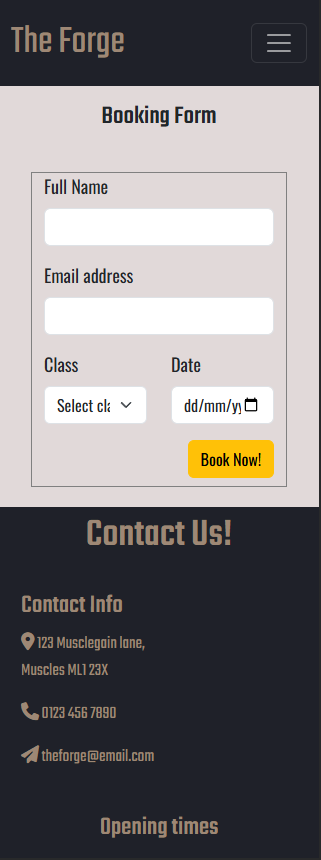 The Forge
Booking Form
Full Name
Email address
Class Date
Select cla dd/mm/yy
Book Now!
Contact Us!
Contact Info
123 Musclegain lane,
Muscles ML1 23X
0123 456 7890
theforge@email.com
Opening times